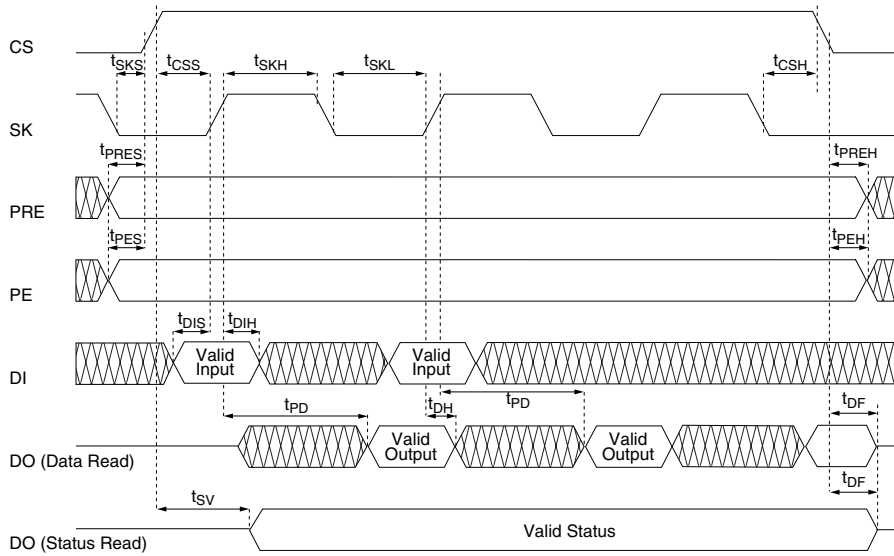 CS
tSKS tCSS tSKH tSKL tCSH
SK
tPRES tPREH
PRE
tPES tPEH
PE
tDIS tDIH
Valid Input Valid Input
DI
tPD tDH tPD tDF
Valid Output Valid Output
DO (Data Read)
tSV tDF
Valid Status
DO (Status Read)